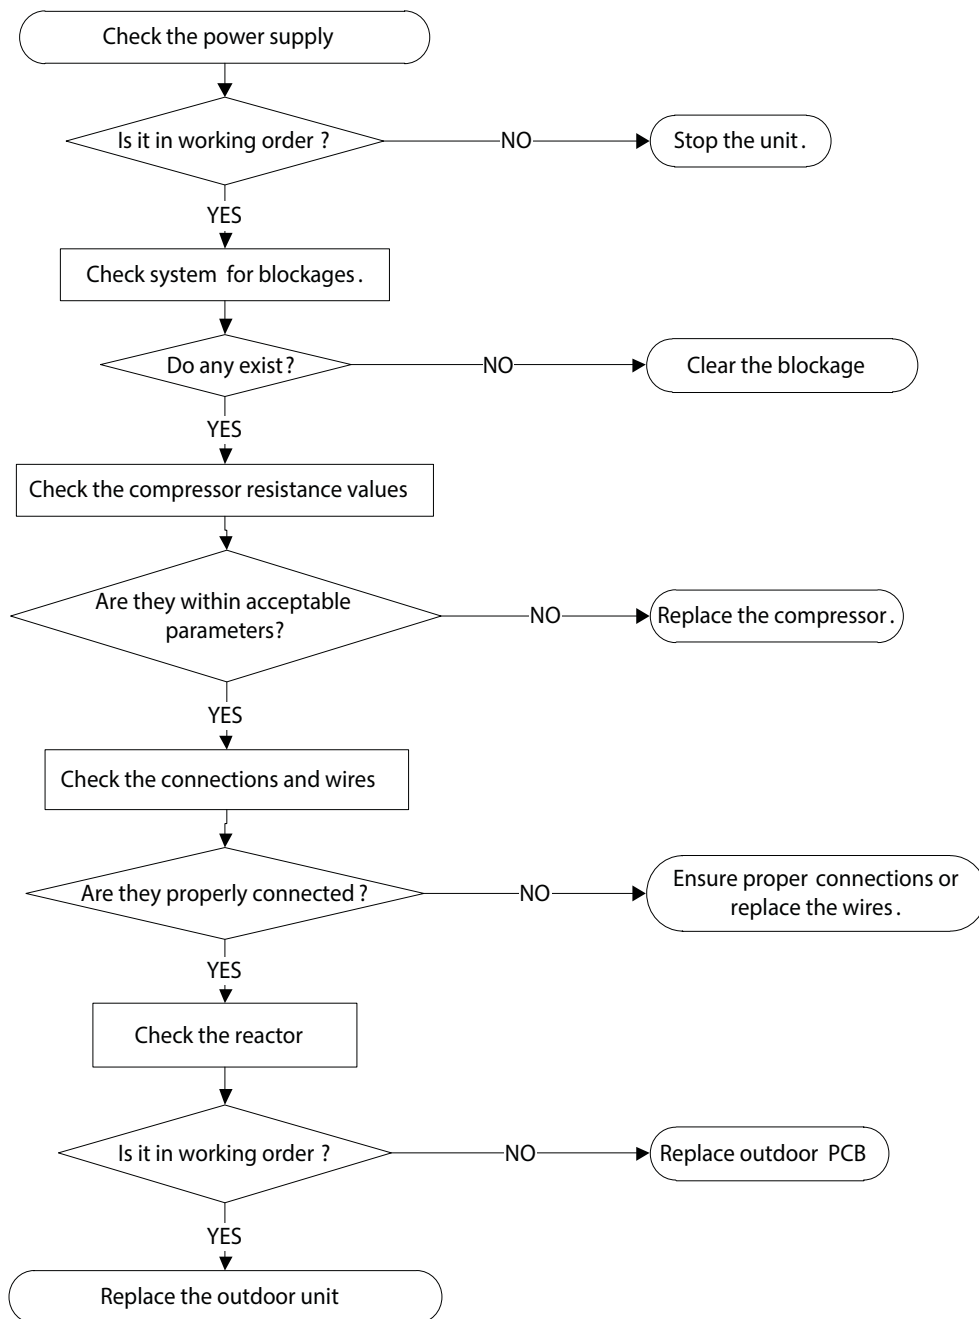 Check the power supply
Is it in working order ?
NO
Stop the unit .
YES
Check system for blockages .
Do any exist ?
NO
Clear the blockage
YES
Check the compressor resistance values
Are they within acceptable
parameters?
NO
Replace the compressor .
YES
Check the connections and wires
Are they properly connected ?
NO
Ensure proper connections or
replace the wires .
YES
Check the reactor
Is it in working order ?
NO
Replace outdoor PCB
YES
Replace the outdoor unit